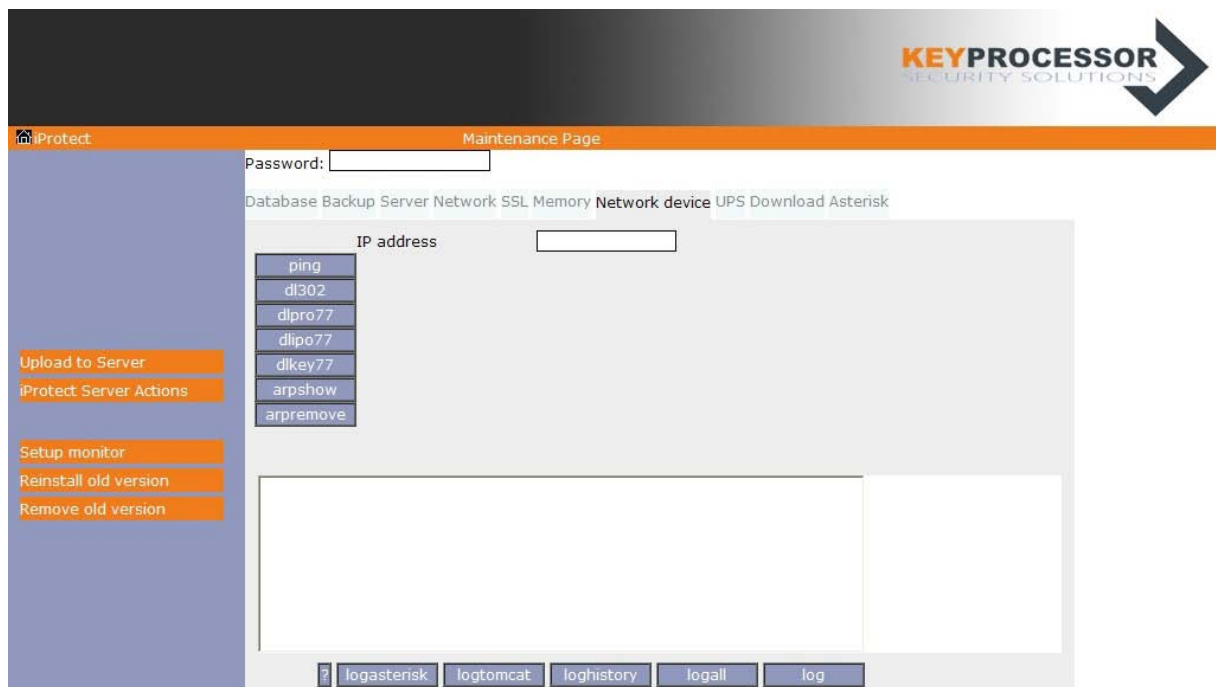 KEYPROCESSOR
SECURITY SOLUTIONS
iProtect
Maintenance Page
Password:
Database Backup Server Network SSL Memory Network device UPS Download Asterisk
IP address
ping
dl302
dlpro77
dlipo77
dlkey77
arpshow
arpremove
Upload to Server
iProtect Server Actions
Setup monitor
Reinstall old version
Remove old version
? logasterisk logtomcat loghistory logall log